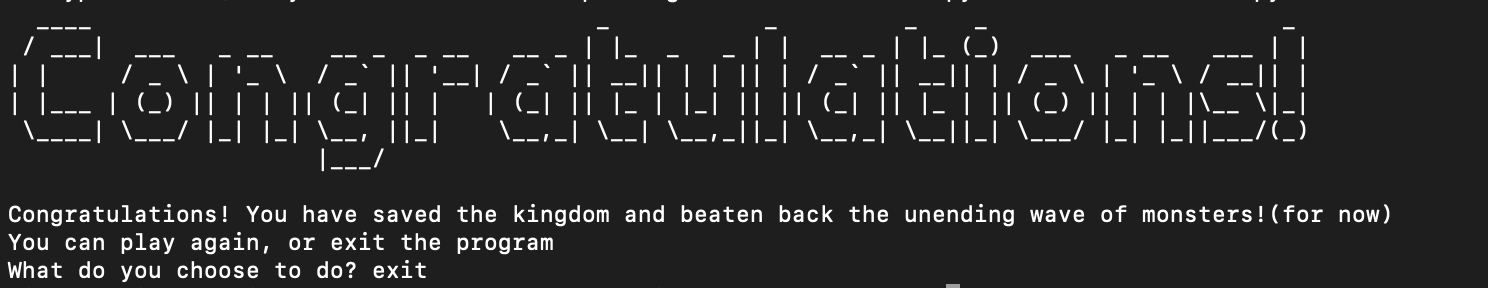 Congratulations!
Congratulations! You have saved the kingdom and beaten back the unending wave of monsters!(for now)
You can play again, or exit the program
What do you choose to do? exit